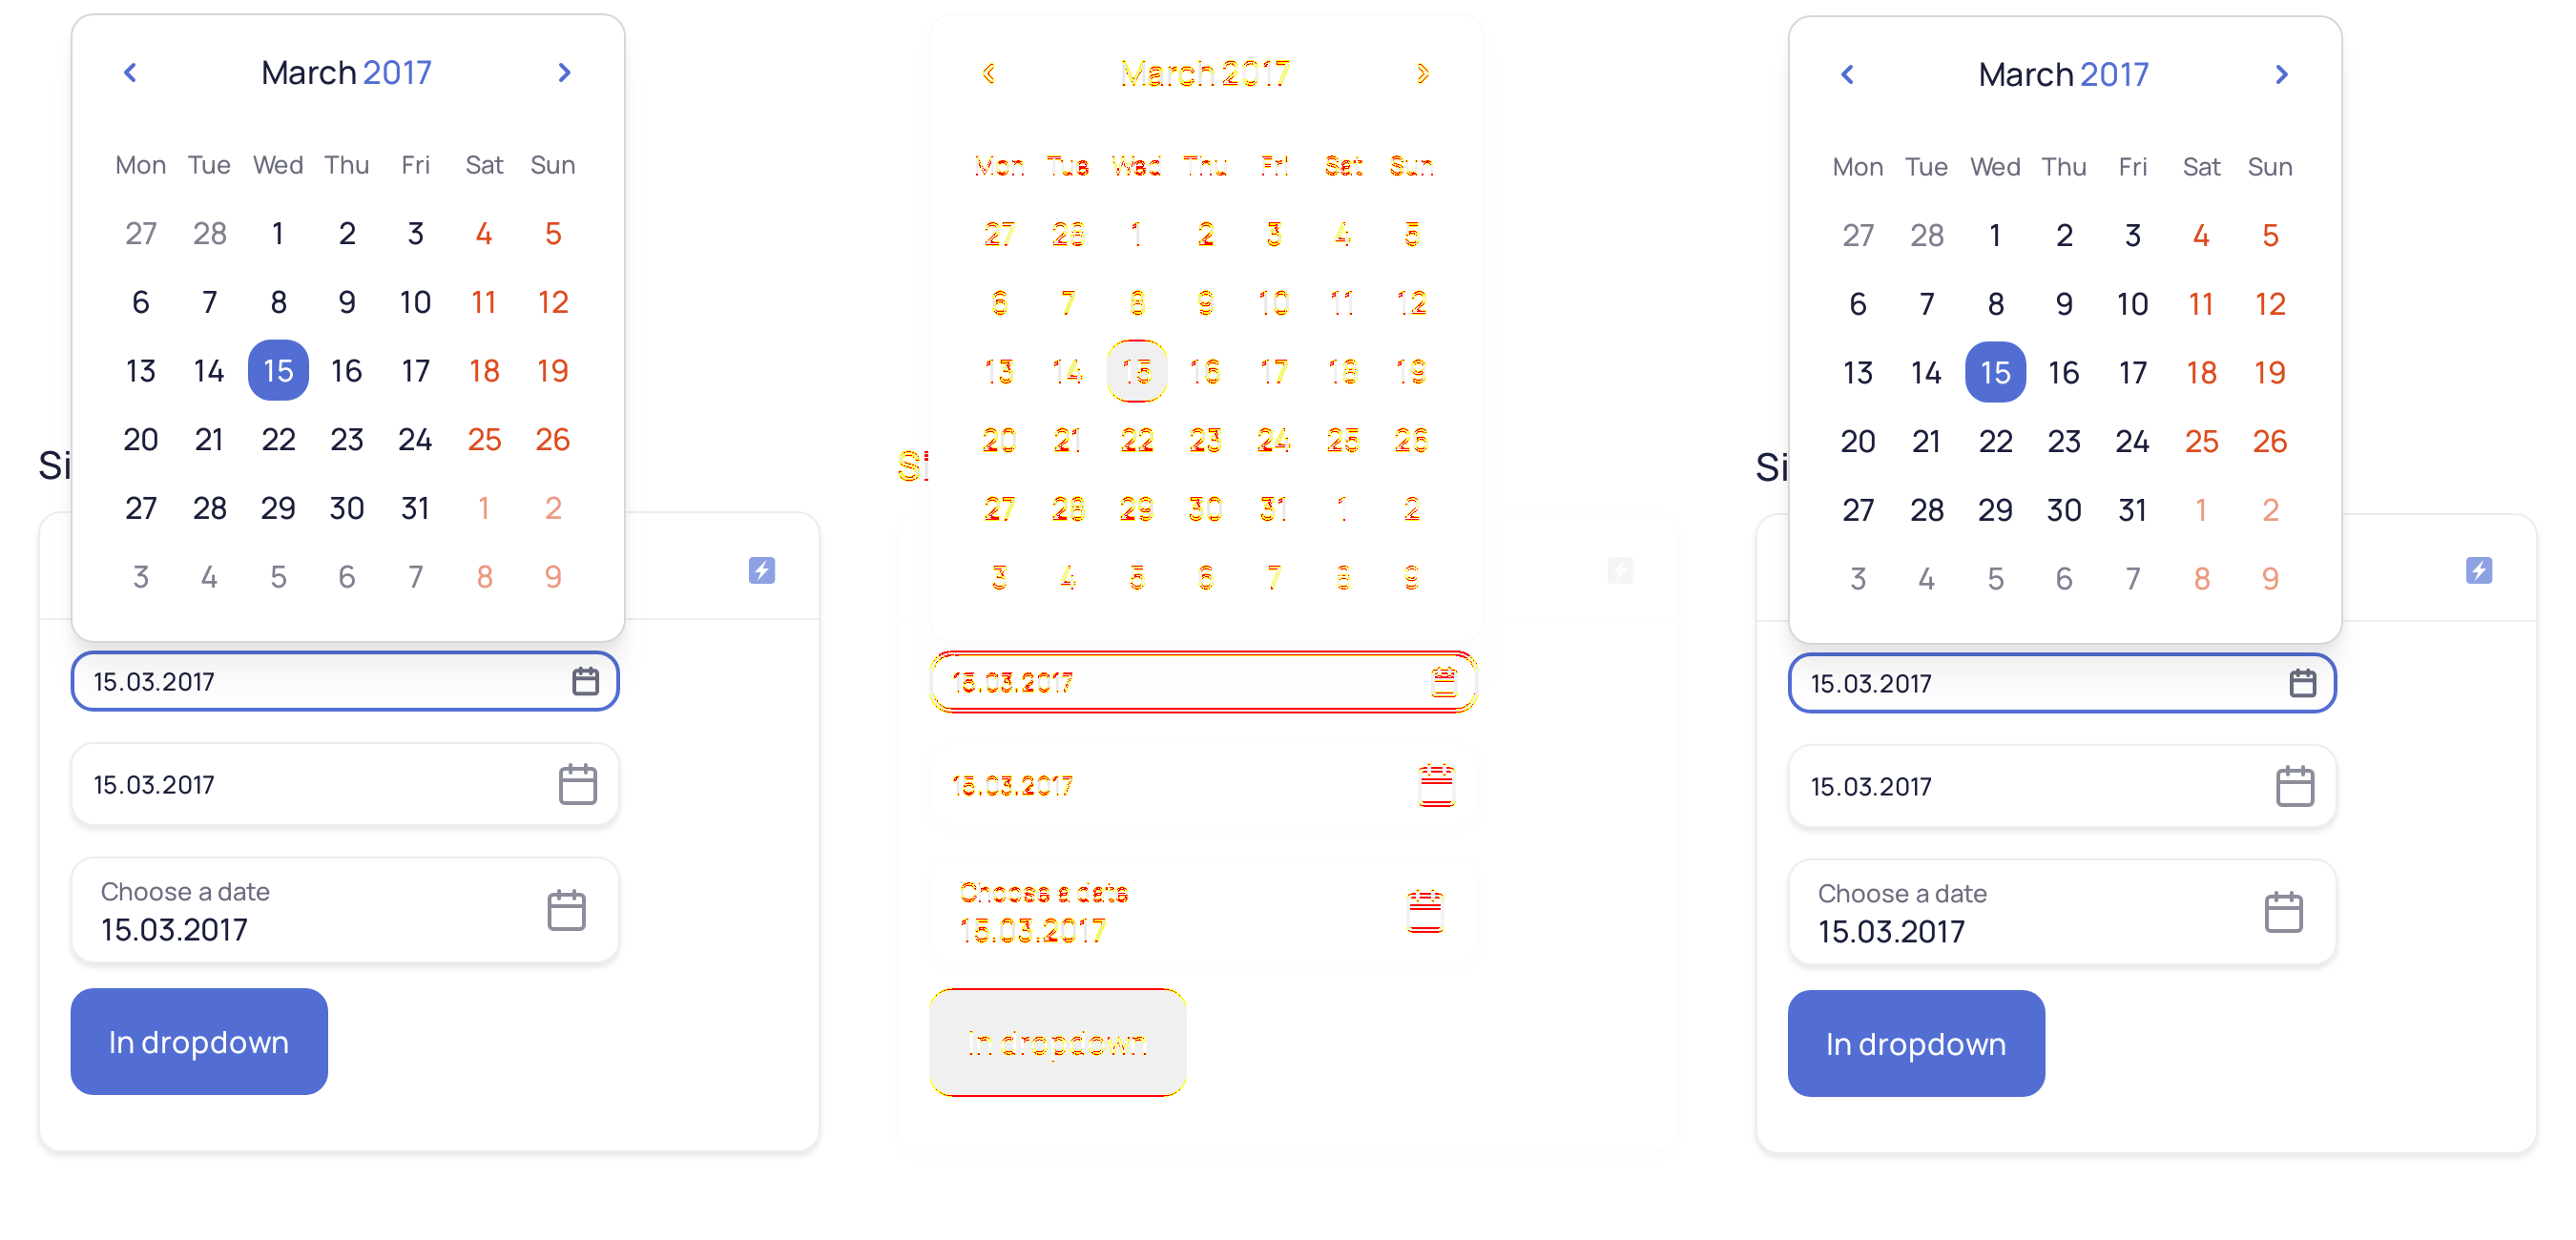 March 2017
Mon Tue Wed Thu Fri Sat Sun
27 28 1 2 3 4 5
6 7 8 9 10 11 12
13 14 15 16 17 18 19
20 21 22 23 24 25 26
27 28 29 30 31 1 2
3 4 5 6 7 8 9
Si
15.03.2017
15.03.2017
Choose a date
15.03.2017
In dropdown
March 2017
Mon Tue Wed Thu Fri Sat Sun
27 28 1 2 3 4 5
6 7 8 9 10 11 12
13 14 15 16 17 18 19
20 21 22 23 24 25 26
27 28 29 30 31 1 2
3 4 5 6 7 8 9
Si
15.03.2017
15.03.2017
Choose a date
15.03.2017
In dropdown
March 2017
Mon Tue Wed Thu Fri Sat Sun
27 28 1 2 3 4 5
6 7 8 9 10 11 12
13 14 15 16 17 18 19
20 21 22 23 24 25 26
27 28 29 30 31 1 2
3 4 5 6 7 8 9
Si
15.03.2017
15.03.2017
Choose a date
15.03.2017
In dropdown